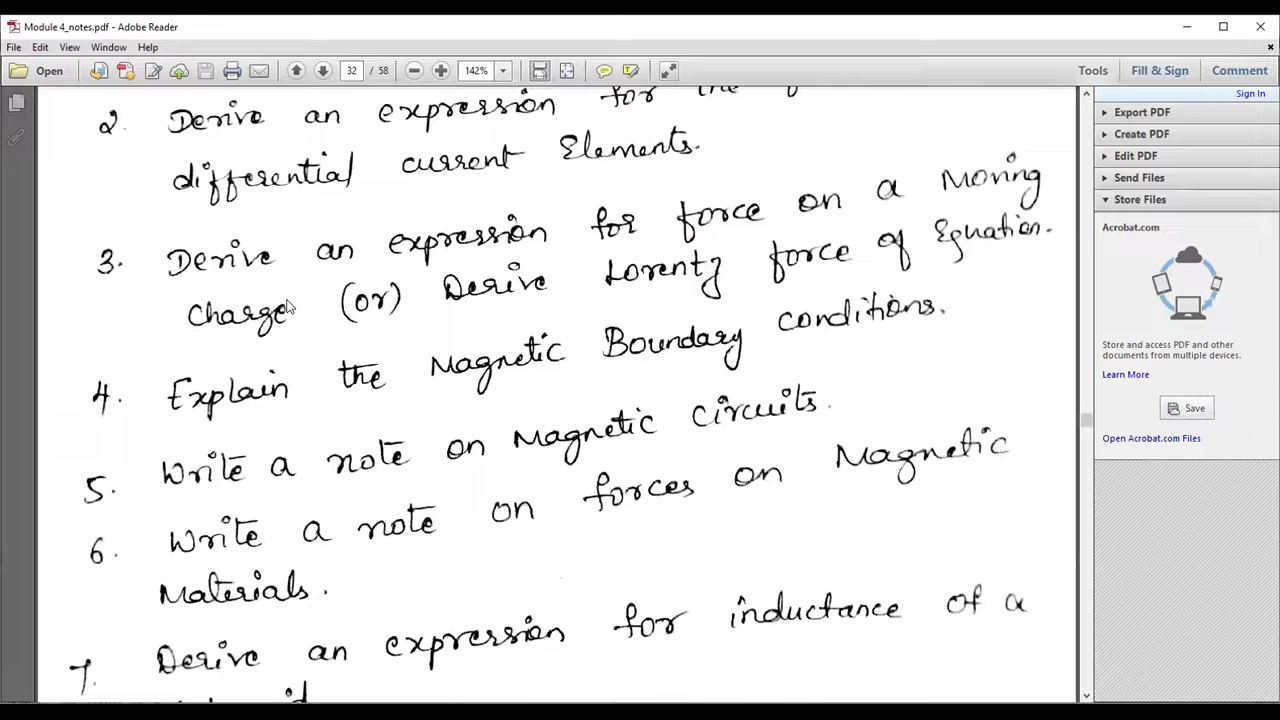 Module 4_notes.pdf - Adobe Reader
File Edit View Window Help
Open 32 / 58 142% Tools Fill & Sign Comment
Sign In
Export PDF
Create PDF
Edit PDF
Send Files
Store Files
Acrobat.com
Store and access PDF and other
documents from multiple devices.
Learn More
Save
Open Acrobat.com Files
2. Derive an expression for the
differential current Elements.
3. Derive an expression for force on a Moving
charge (or) Derive Lorentz force of Equation.
4. Explain the Magnetic Boundary conditions.
5. Write a note on Magnetic circuits.
6. Write a note on forces on Magnetic
Materials.
7. Derive an expression for inductance of a